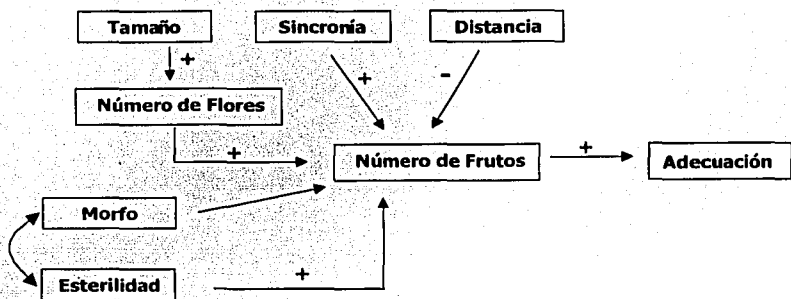 Tamaño
Sincronía
Distancia
+
+
-
Número de Flores
+
Número de Frutos
+
Adecuación
Morfo
Esterilidad
+